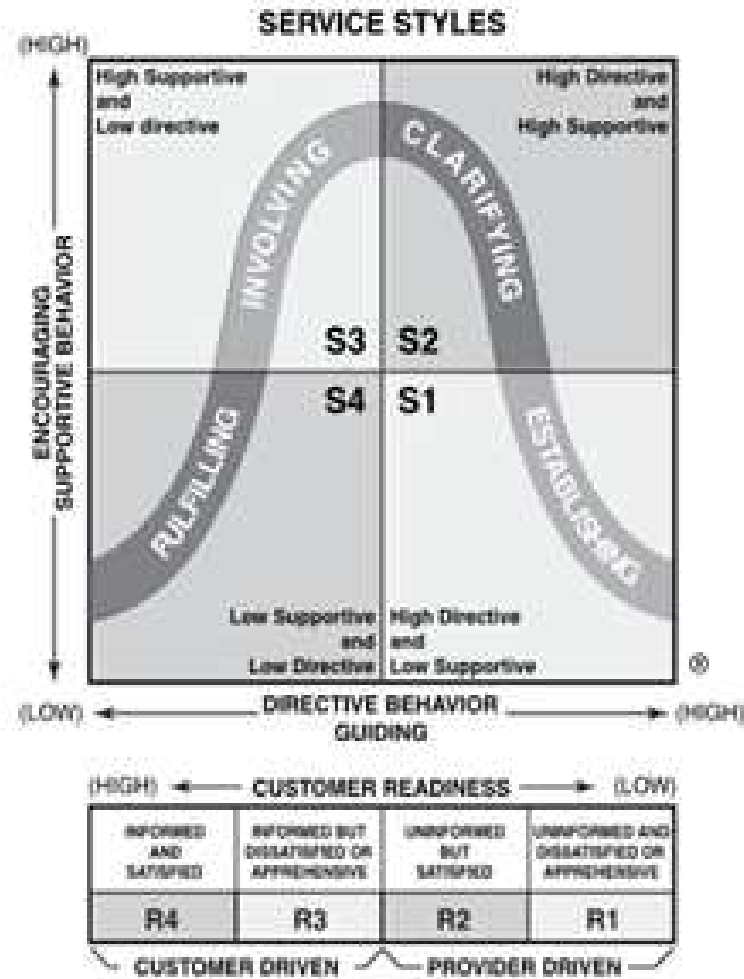 SERVICE STYLES
(HIGH)
High Supportive
and
Low directive
High Directive
and
High Supportive
INVOLVING
CLARIFYING
ENCOURAGING
SUPPORTIVE BEHAVIOR
S3
S2
S4
S1
FULFILLING
ESTABLISHING
Low Supportive
and
Low Directive
High Directive
and
Low Supportive
®
(LOW)
DIRECTIVE BEHAVIOR
(HIGH)
GUIDING
(HIGH)
CUSTOMER READINESS
(LOW)
INFORMED
AND
SATISFIED
INFORMED BUT
DISSATISFIED OR
APPREHENSIVE
UNINFORMED
BUT
SATISFIED
UNINFORMED AND
DISSATISFIED OR
APPREHENSIVE
R4
R3
R2
R1
CUSTOMER DRIVEN
PROVIDER DRIVEN